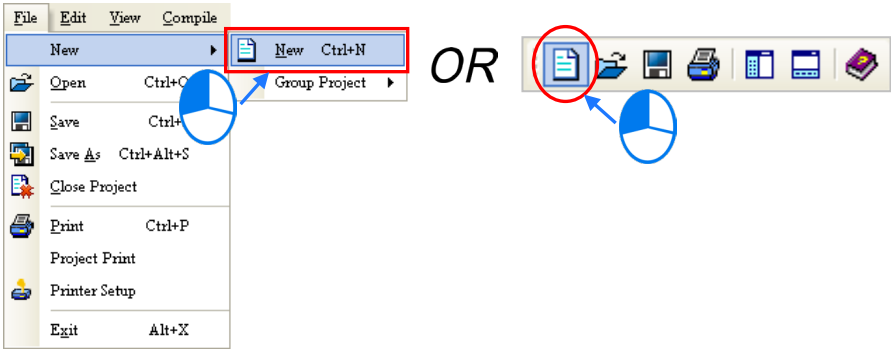 File Edit View Compile
New
New Ctrl+N
Group Project
OR
Open
Save
Save As Ctrl+Alt+S
Close Project
Print Ctrl+P
Project Print
Printer Setup
Exit Alt+X